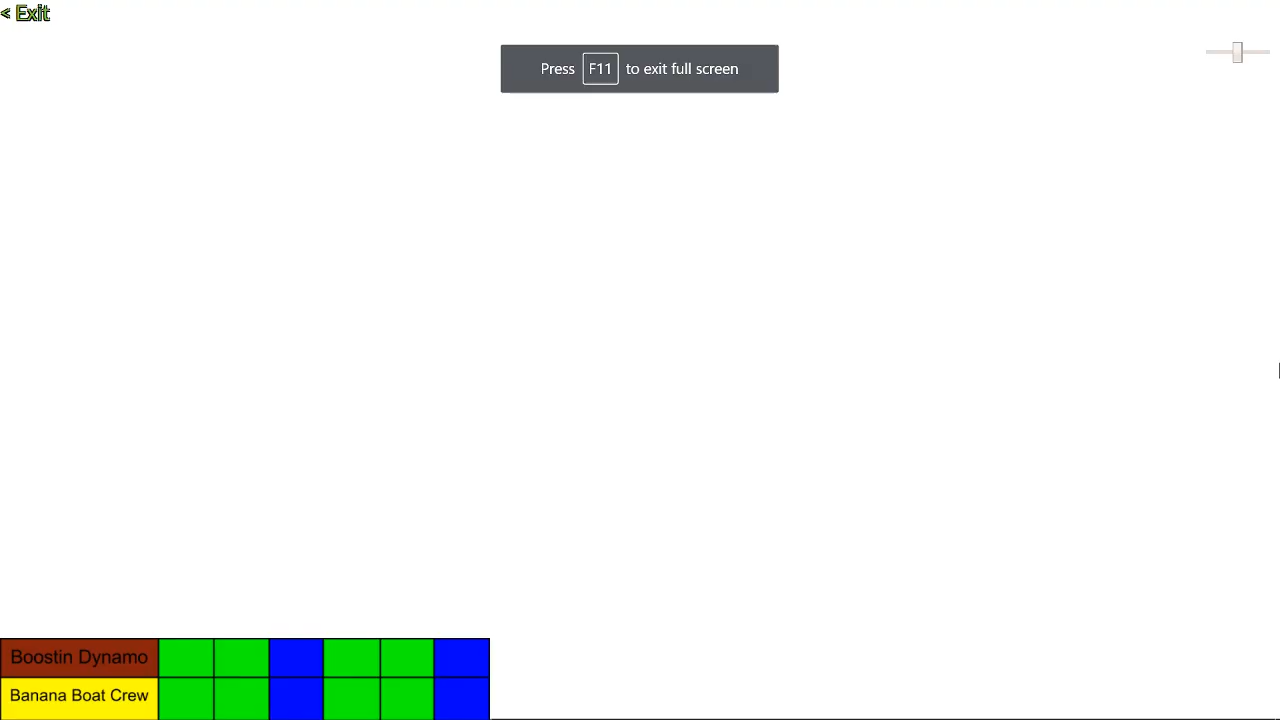 < Exit
Press F11 to exit full screen
Boostin Dynamo
Banana Boat Crew